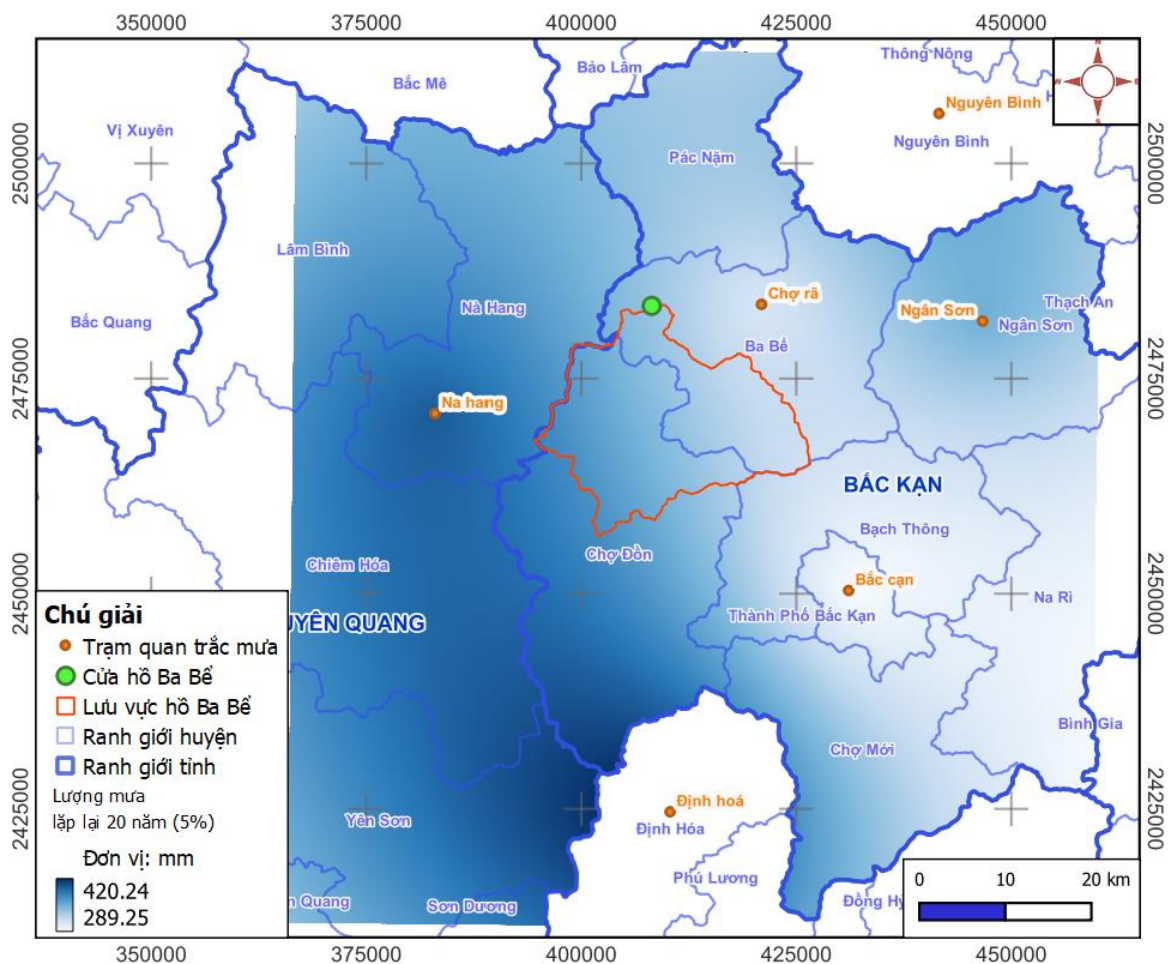 350000 375000 400000 425000 450000
Thông Nông
Bảo Lâm
Bắc Mê
N
W E
S
Nguyên Bình
H
Vị Xuyên
Nguyên Bình
Pác Nặm
2500000 2500000
Lâm Bình
Nà Hang
Chợ rã
Thạch An
Ngân Sơn
Bắc Quang
Ngân Sơn
Ba Bể
2475000 2475000
Na hang
BẮC KẠN
Bạch Thông
Chợ Đồn
Chiêm Hóa
Bắc cạn
2450000 2450000
Na Rì
Thành Phố Bắc Kạn
UYÊN QUANG
Bình Gia
Chợ Mới
2425000 2425000
Định hoá
Yên Sơn
Định Hóa
Phú Lương
n Quang
Sơn Dương
Đồng Hỷ
Chú giải
Trạm quan trắc mưa
Cửa hồ Ba Bể
Lưu vực hồ Ba Bể
Ranh giới huyện
Ranh giới tỉnh
Lượng mưa
lặp lại 20 năm (5%)
Đơn vị: mm
420.24
289.25
0 10 20 km
350000 375000 400000 425000 450000